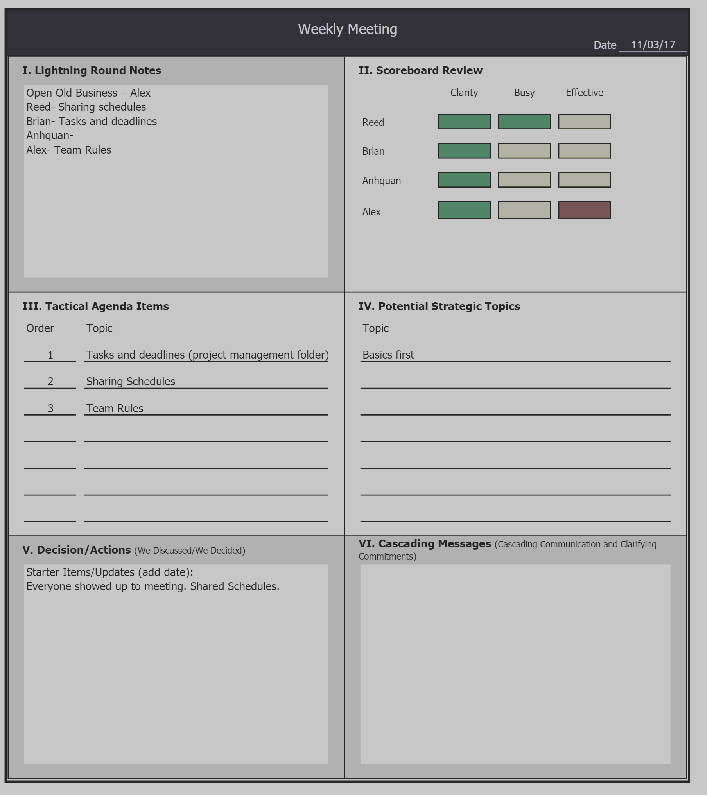 Weekly Meeting
Date 11/03/17
I. Lightning Round Notes
Open Old Business – Alex
Reed- Sharing schedules
Brian- Tasks and deadlines
Anhquan-
Alex- Team Rules
II. Scoreboard Review
Clarity Busy Effective
Reed
Brian
Anhquan
Alex
III. Tactical Agenda Items
Order Topic
1 Tasks and deadlines (project management folder)
2 Sharing Schedules
3 Team Rules
IV. Potential Strategic Topics
Topic
Basics first
V. Decision/Actions (We Discussed/We Decided)
Starter Items/Updates (add date):
Everyone showed up to meeting. Shared Schedules.
VI. Cascading Messages (Cascading Communication and Clarifying
Commitments)